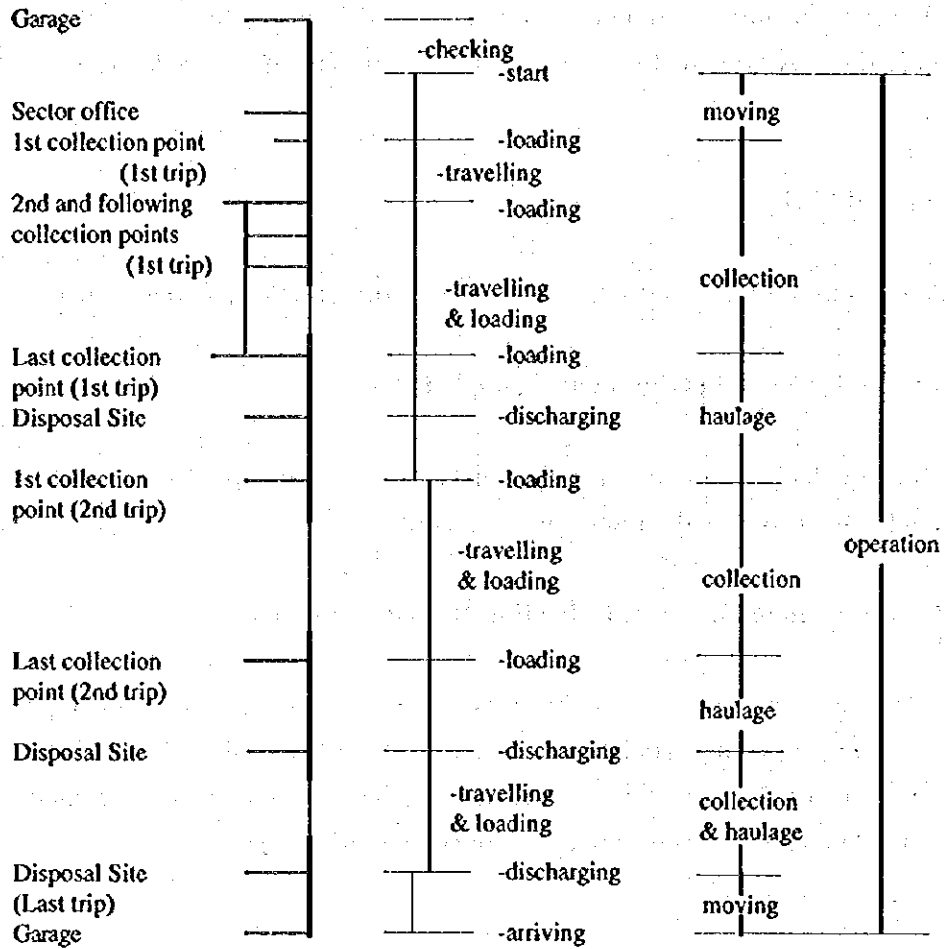 Garage
-checking
-start
Sector office
moving
1st collection point
(1st trip)
-loading
-travelling
2nd and following
collection points
(1st trip)
-loading
collection
-travelling
& loading
Last collection
point (1st trip)
-loading
Disposal Site
-discharging
haulage
1st collection
point (2nd trip)
-loading
-travelling
& loading
collection
operation
Last collection
point (2nd trip)
-loading
haulage
Disposal Site
-discharging
-travelling
& loading
collection
& haulage
Disposal Site
(Last trip)
-discharging
moving
Garage
-arriving